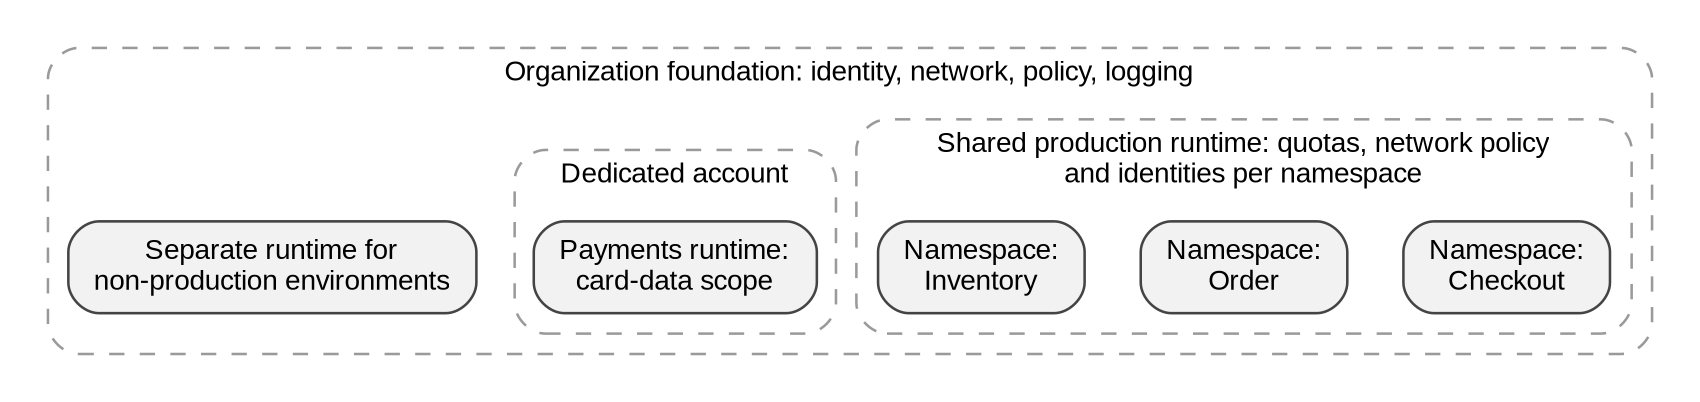 Organization foundation: identity, network, policy, logging
Shared production runtime: quotas, network policy
and identities per namespace
Dedicated account
Separate runtime for
non-production environments
Payments runtime:
card-data scope
Namespace:
Inventory
Namespace:
Order
Namespace:
Checkout